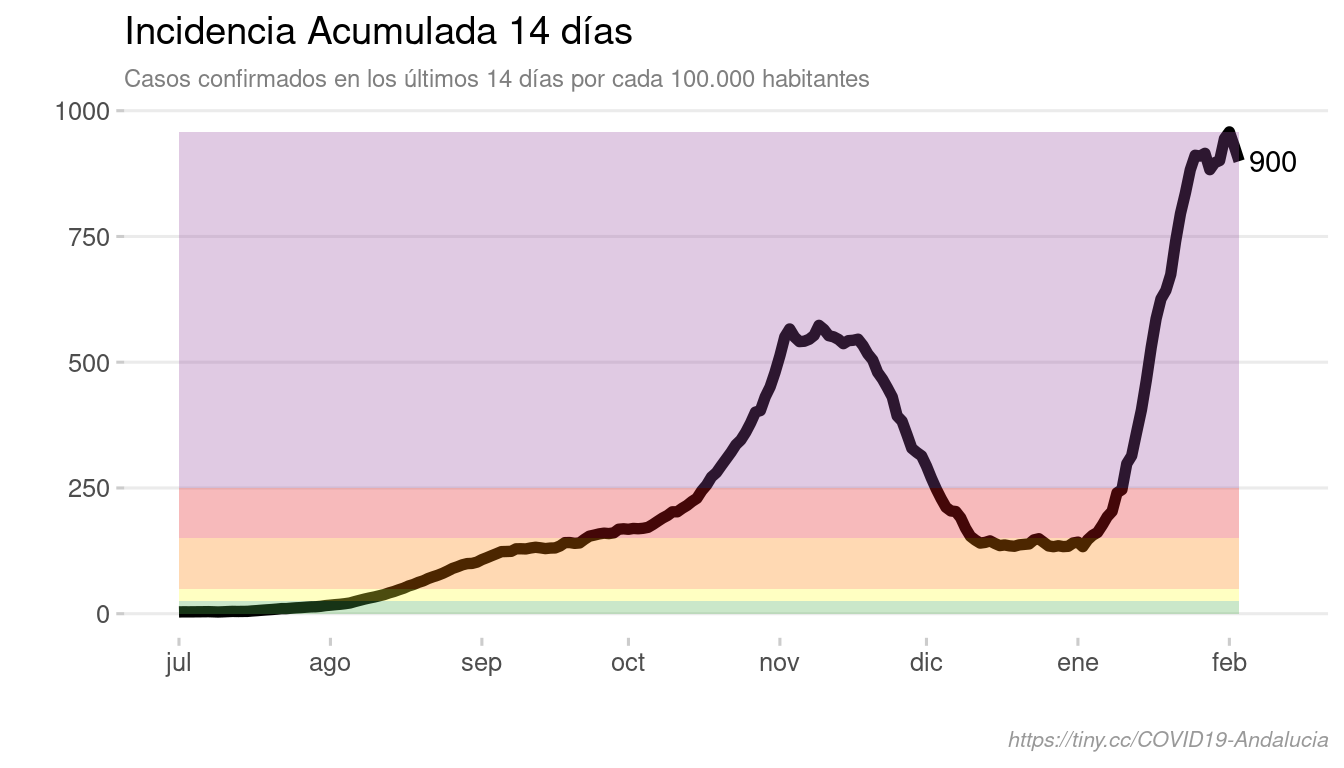 Incidencia Acumulada 14 días
Casos confirmados en los últimos 14 días por cada 100.000 habitantes
1000
900
750
500
250
0
jul ago sep oct nov dic ene feb
https://tiny.cc/COVID19-Andalucia